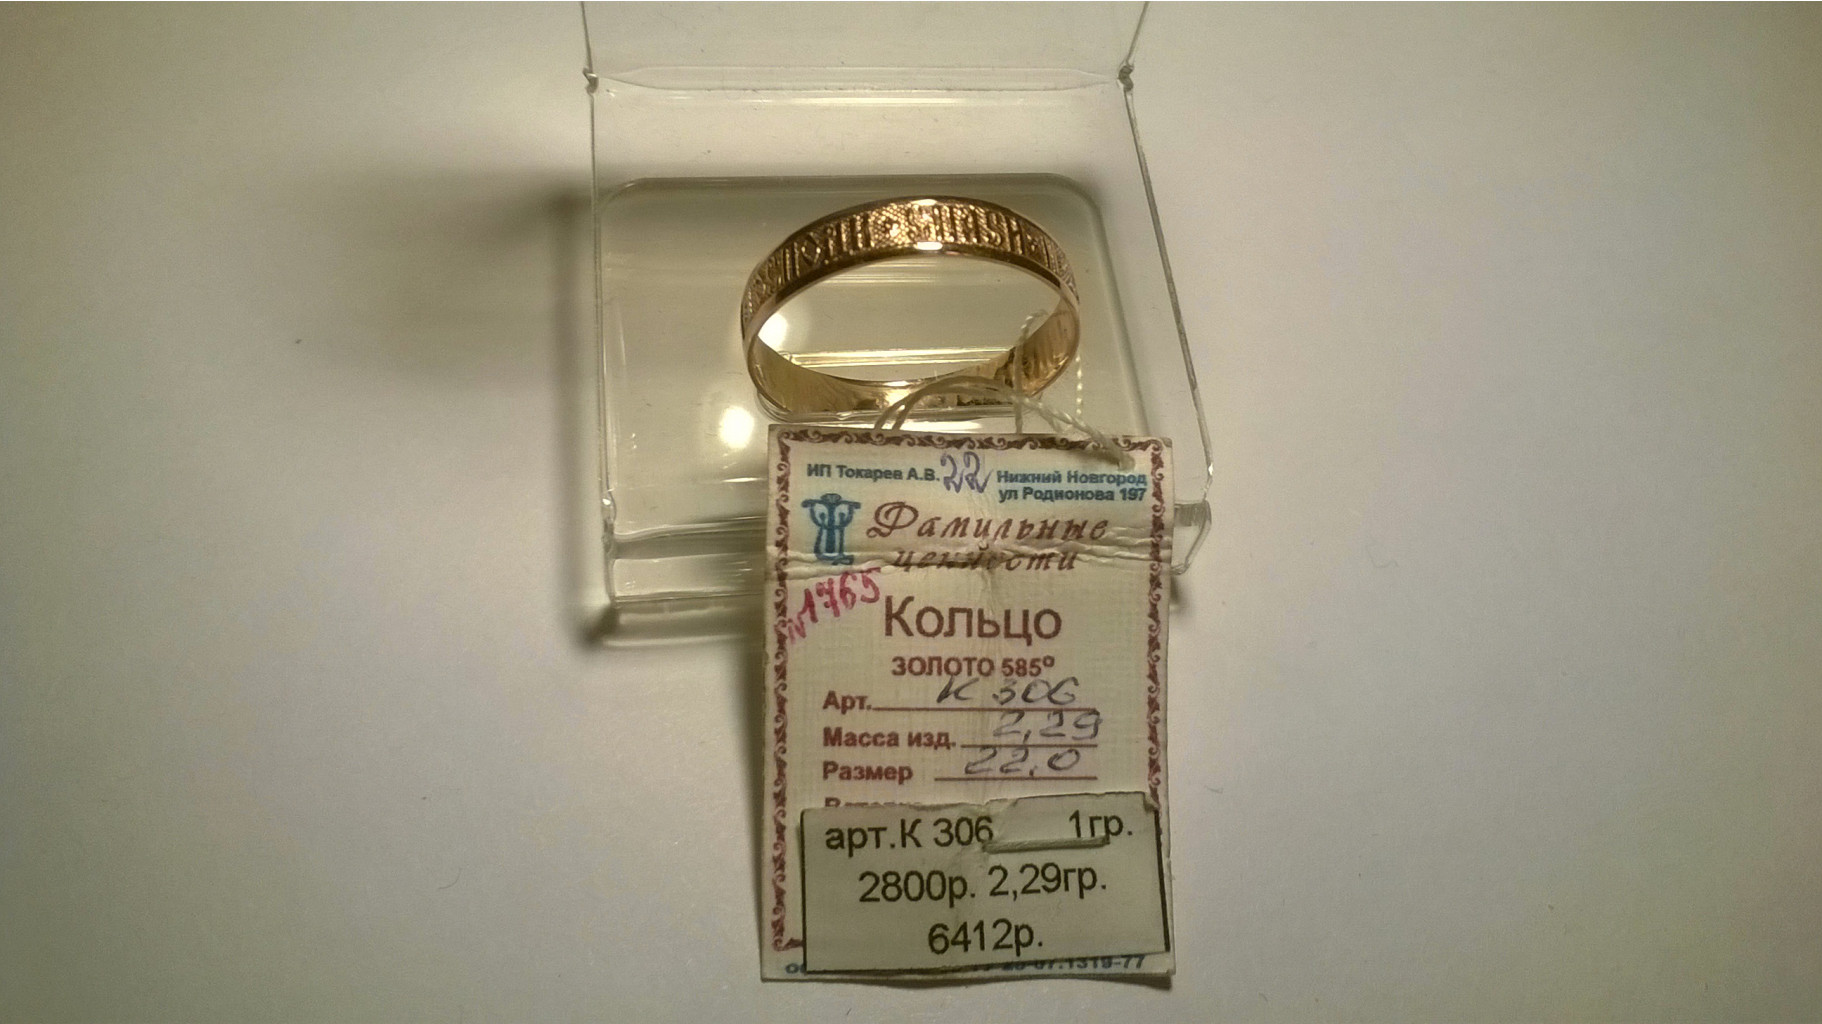 ИП Токарев А.В. 22 Нижний Новгород
ул Родионова 197
Фамильные
ценности
№1765
Кольцо
золото 585°
Арт. К 306
Масса изд. 2,29
Размер 22,0
арт.К 306 1гр.
2800р. 2,29гр.
6412р.